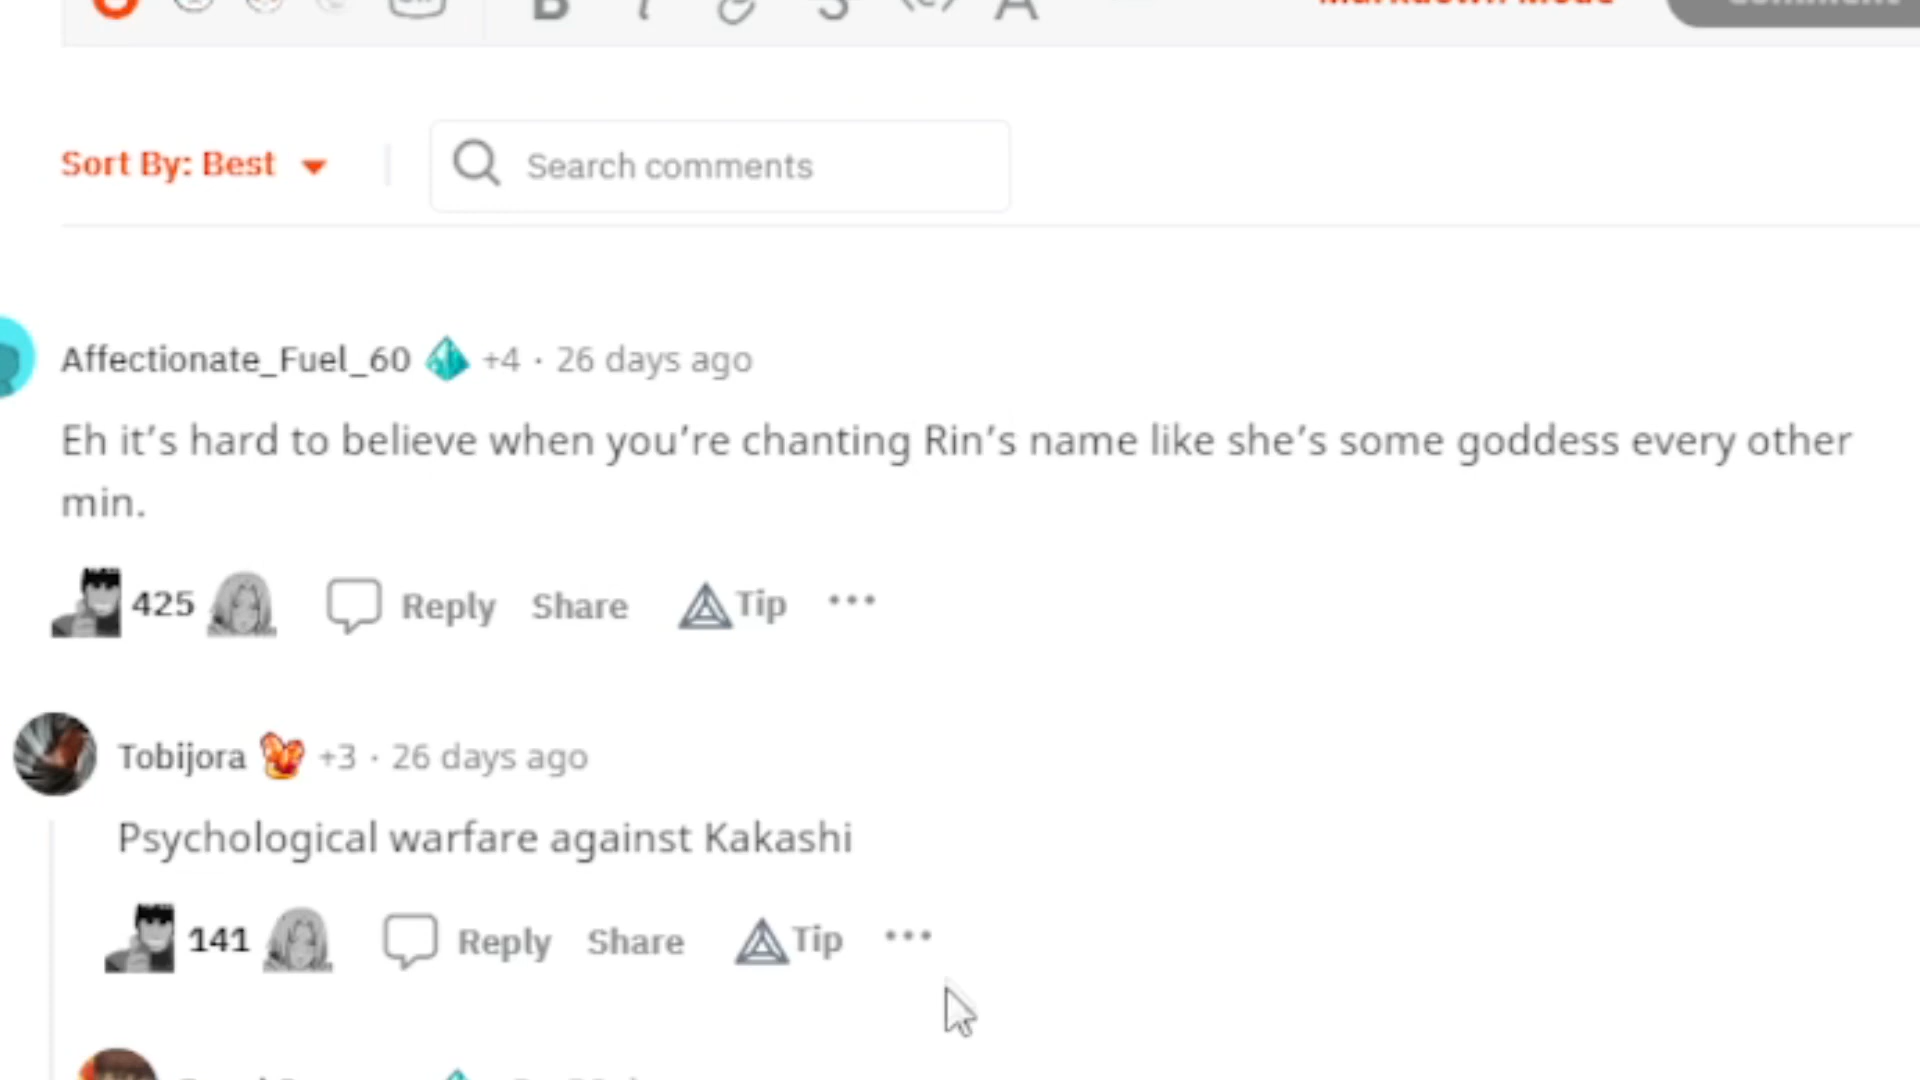 B i S <c> A Markdown Mode Comment
Sort By: Best
Search comments
Affectionate_Fuel_60 +4 · 26 days ago
Eh it’s hard to believe when you’re chanting Rin’s name like she’s some goddess every other
min.
425 Reply Share Tip ···
Tobijora +3 · 26 days ago
Psychological warfare against Kakashi
141 Reply Share Tip ···